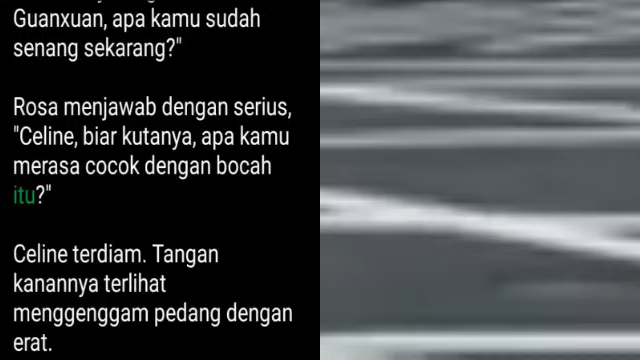 Guanxuan, apa kamu sudah
senang sekarang?"
Rosa menjawab dengan serius,
"Celine, biar kutanya, apa kamu
merasa cocok dengan bocah
itu?"
Celine terdiam. Tangan
kanannya terlihat
menggenggam pedang dengan
erat.